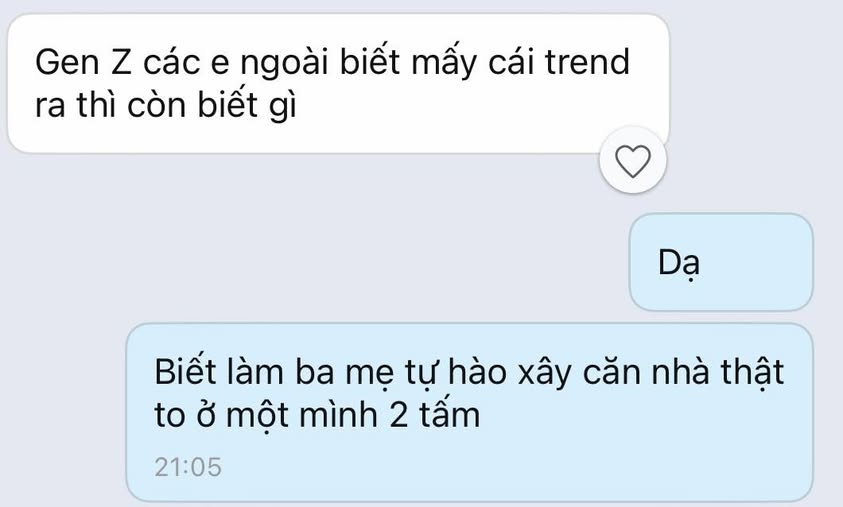 Gen Z các e ngoài biết mấy cái trend
ra thì còn biết gì
Dạ
Biết làm ba mẹ tự hào xây căn nhà thật
to ở một mình 2 tấm
21:05